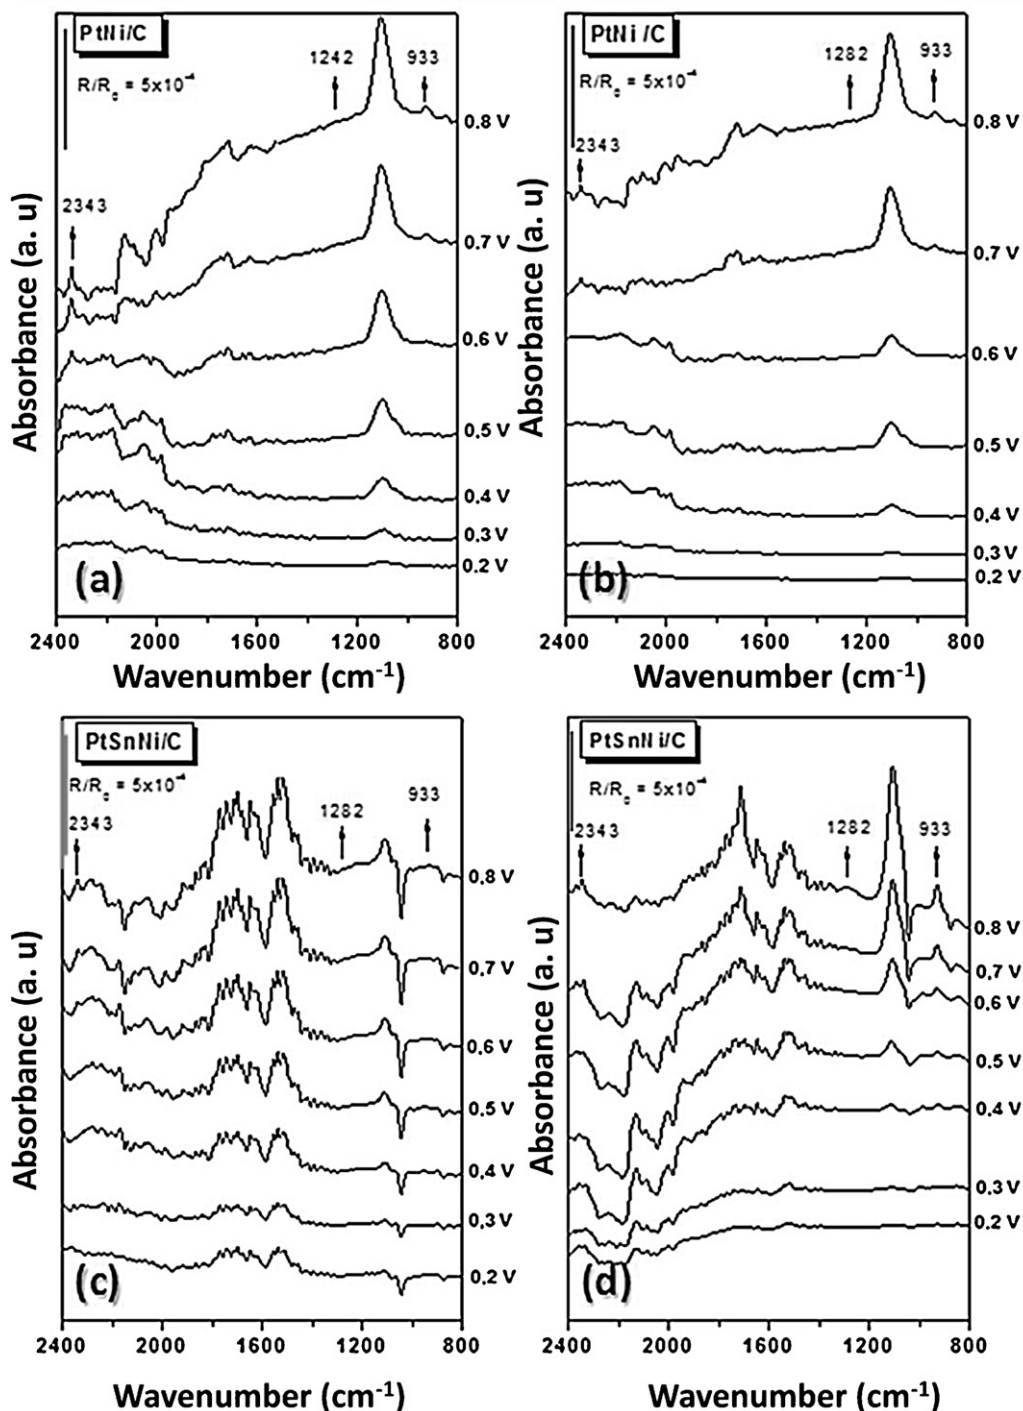 PtNi/C
R/R₀ = 5x10⁻⁴
1242
933
2343
0.8 V
0.7 V
0.6 V
0.5 V
0.4 V
0.3 V
0.2 V
(a)
2400 2000 1600 1200 800
Wavenumber (cm⁻¹)
Absorbance (a. u)
PtNi/C
R/R₀ = 5x10⁻⁴
1282
933
2343
0.8 V
0.7 V
0.6 V
0.5 V
0.4 V
0.3 V
0.2 V
(b)
2400 2000 1600 1200 800
Wavenumber (cm⁻¹)
Absorbance (a. u)
PtSnNi/C
R/R₀ = 5x10⁻⁴
2343
1282
933
0.8 V
0.7 V
0.6 V
0.5 V
0.4 V
0.3 V
0.2 V
(c)
2400 2000 1600 1200 800
Wavenumber (cm⁻¹)
Absorbance (a. u)
PtSnNi/C
R/R₀ = 5x10⁻⁴
2343
1282
933
0.8 V
0.7 V
0.6 V
0.5 V
0.4 V
0.3 V
0.2 V
(d)
2400 2000 1600 1200 800
Wavenumber (cm⁻¹)
Absorbance (a. u)